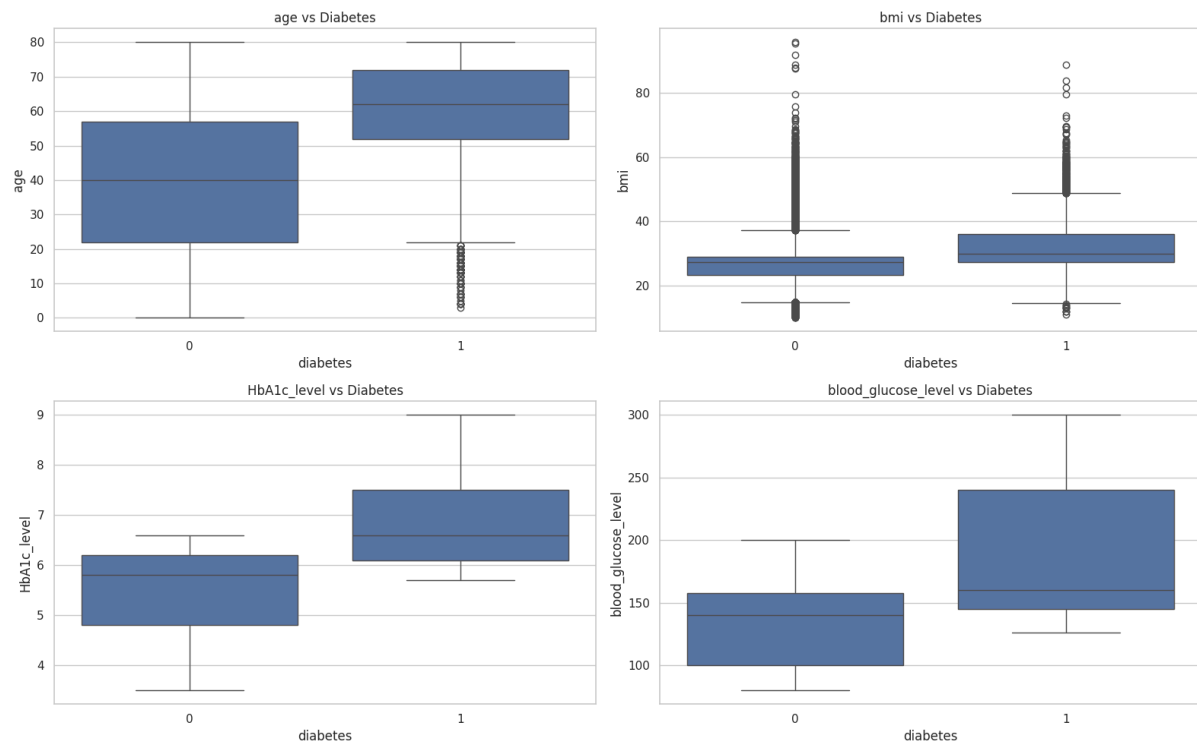 age vs Diabetes
80
70
60
50
40
30
20
10
0
age
0 1
diabetes
bmi vs Diabetes
80
60
40
20
bmi
0 1
diabetes
HbA1c_level vs Diabetes
9
8
7
6
5
4
HbA1c_level
0 1
diabetes
blood_glucose_level vs Diabetes
300
250
200
150
100
blood_glucose_level
0 1
diabetes